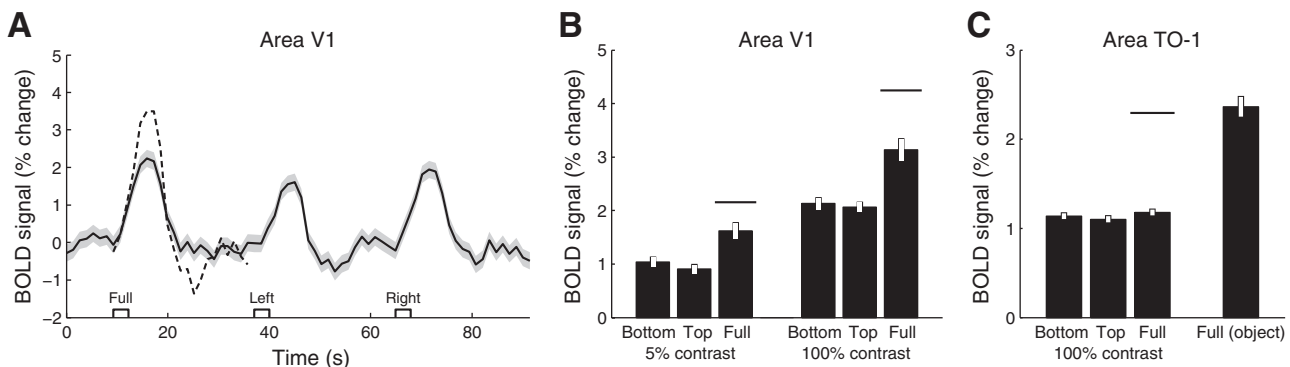 A
Area V1
BOLD signal (% change)
5
4
3
2
1
0
−1
−2
Full
Left
Right
0
20
40
60
80
Time (s)
B
Area V1
BOLD signal (% change)
5
4
3
2
1
0
Bottom Top Full
5% contrast
Bottom Top Full
100% contrast
C
Area TO-1
BOLD signal (% change)
3
2
1
0
Bottom Top Full
100% contrast
Full (object)